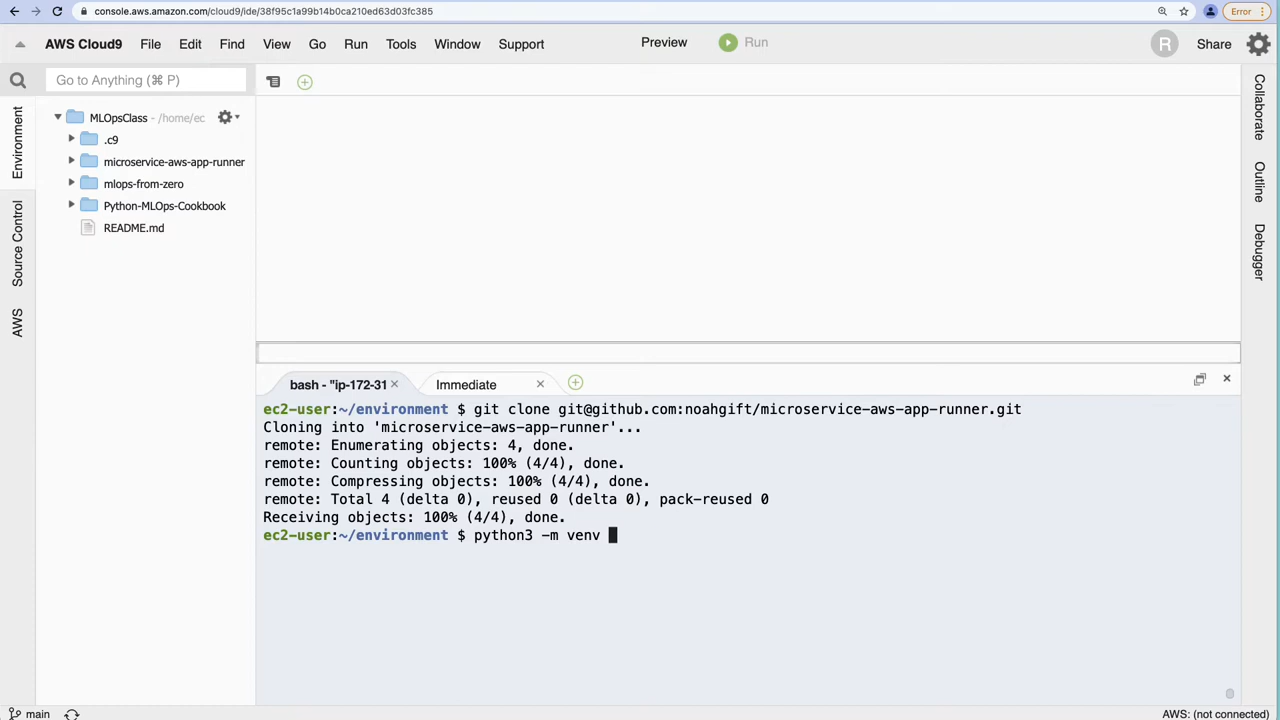 console.aws.amazon.com/cloud9/ide/38f95c1a99b14b0ca210ed63d03fc385
Error
AWS Cloud9 File Edit Find View Go Run Tools Window Support Preview Run R Share
Go to Anything (⌘ P)
MLOpsClass - /home/ec
.c9
microservice-aws-app-runner
mlops-from-zero
Python-MLOps-Cookbook
README.md
Environment
Source Control
AWS
Collaborate
Outline
Debugger
bash - "ip-172-31 Immediate
ec2-user:~/environment $ git clone git@github.com:noahgift/microservice-aws-app-runner.git
Cloning into 'microservice-aws-app-runner'...
remote: Enumerating objects: 4, done.
remote: Counting objects: 100% (4/4), done.
remote: Compressing objects: 100% (4/4), done.
remote: Total 4 (delta 0), reused 0 (delta 0), pack-reused 0
Receiving objects: 100% (4/4), done.
ec2-user:~/environment $ python3 -m venv
main
AWS: (not connected)